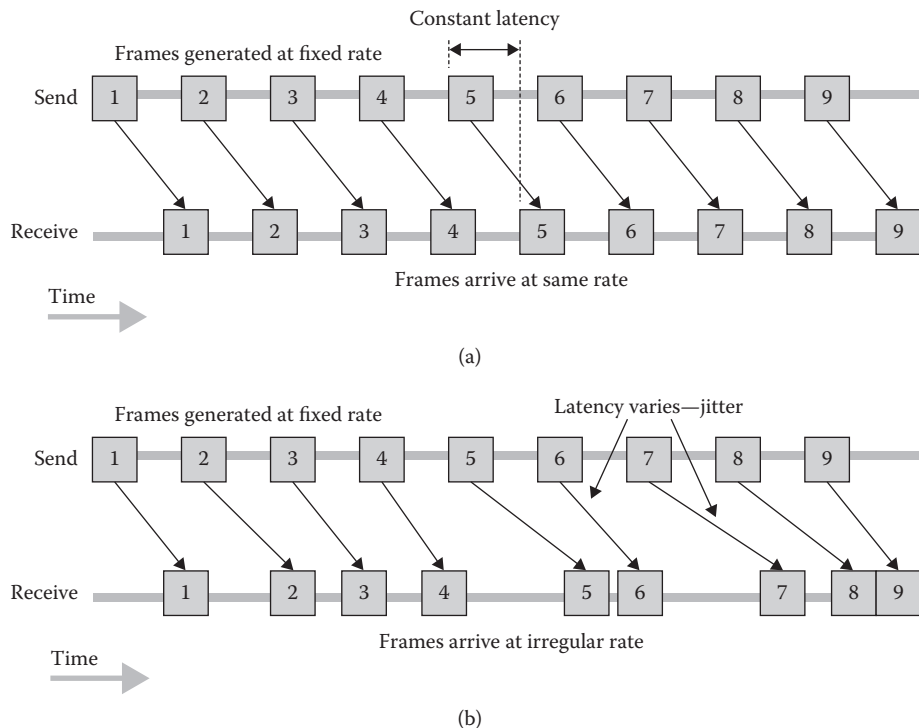 Constant latency
Frames generated at fixed rate
Send 1 2 3 4 5 6 7 8 9
Receive 1 2 3 4 5 6 7 8 9
Frames arrive at same rate
Time
(a)
Latency varies—jitter
Frames generated at fixed rate
Send 1 2 3 4 5 6 7 8 9
Receive 1 2 3 4 5 6 7 8 9
Frames arrive at irregular rate
Time
(b)